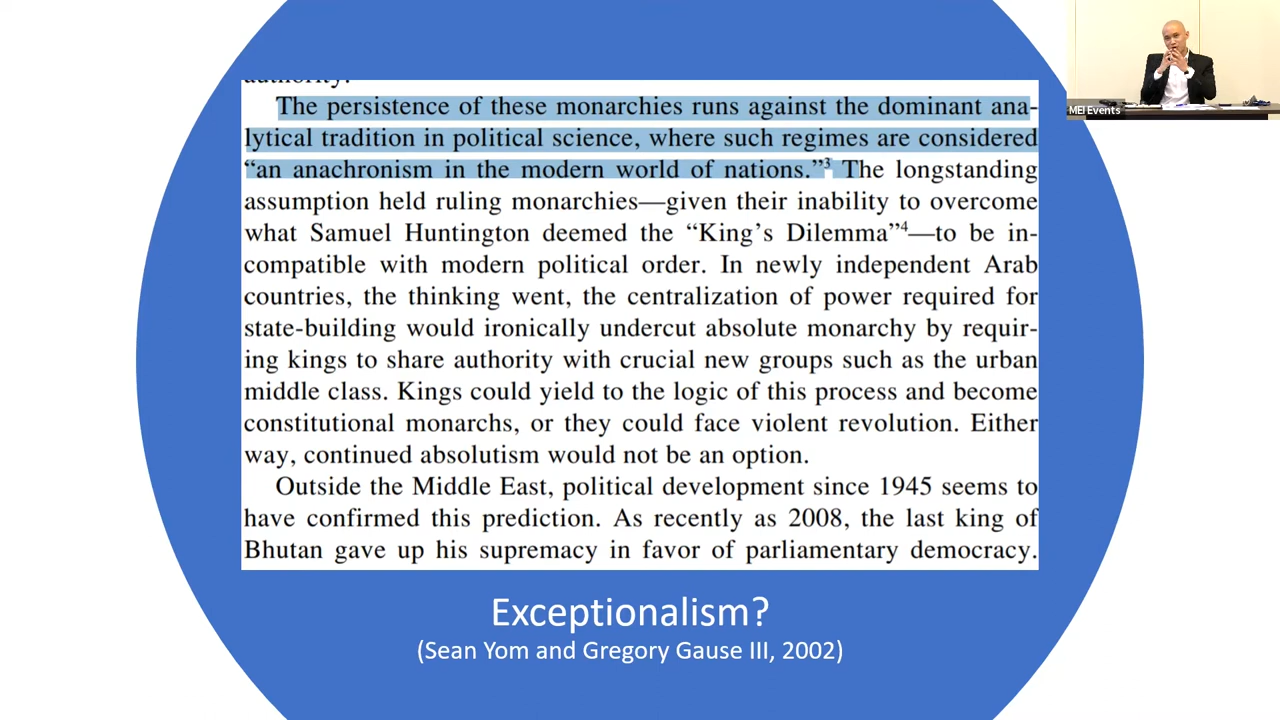 authority.
The persistence of these monarchies runs against the dominant ana-
lytical tradition in political science, where such regimes are considered
“an anachronism in the modern world of nations.”3 The longstanding
assumption held ruling monarchies—given their inability to overcome
what Samuel Huntington deemed the “King’s Dilemma”4—to be in-
compatible with modern political order. In newly independent Arab
countries, the thinking went, the centralization of power required for
state-building would ironically undercut absolute monarchy by requir-
ing kings to share authority with crucial new groups such as the urban
middle class. Kings could yield to the logic of this process and become
constitutional monarchs, or they could face violent revolution. Either
way, continued absolutism would not be an option.
Outside the Middle East, political development since 1945 seems to
have confirmed this prediction. As recently as 2008, the last king of
Bhutan gave up his supremacy in favor of parliamentary democracy.
Exceptionalism?
(Sean Yom and Gregory Gause III, 2002)
MEI Events